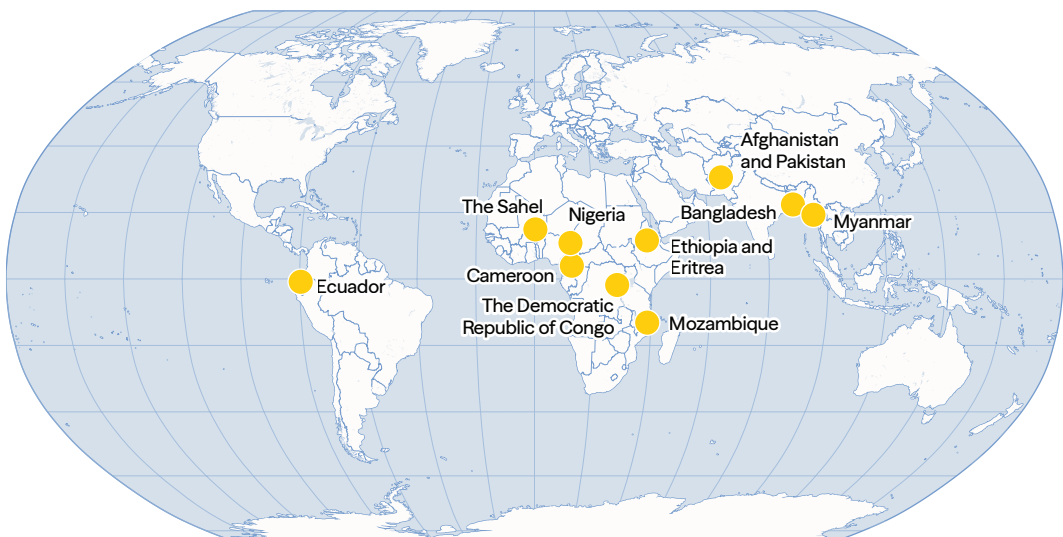 Afghanistan
and Pakistan
The Sahel
Nigeria
Bangladesh
Myanmar
Ethiopia and
Eritrea
Cameroon
Ecuador
The Democratic
Republic of Congo
Mozambique